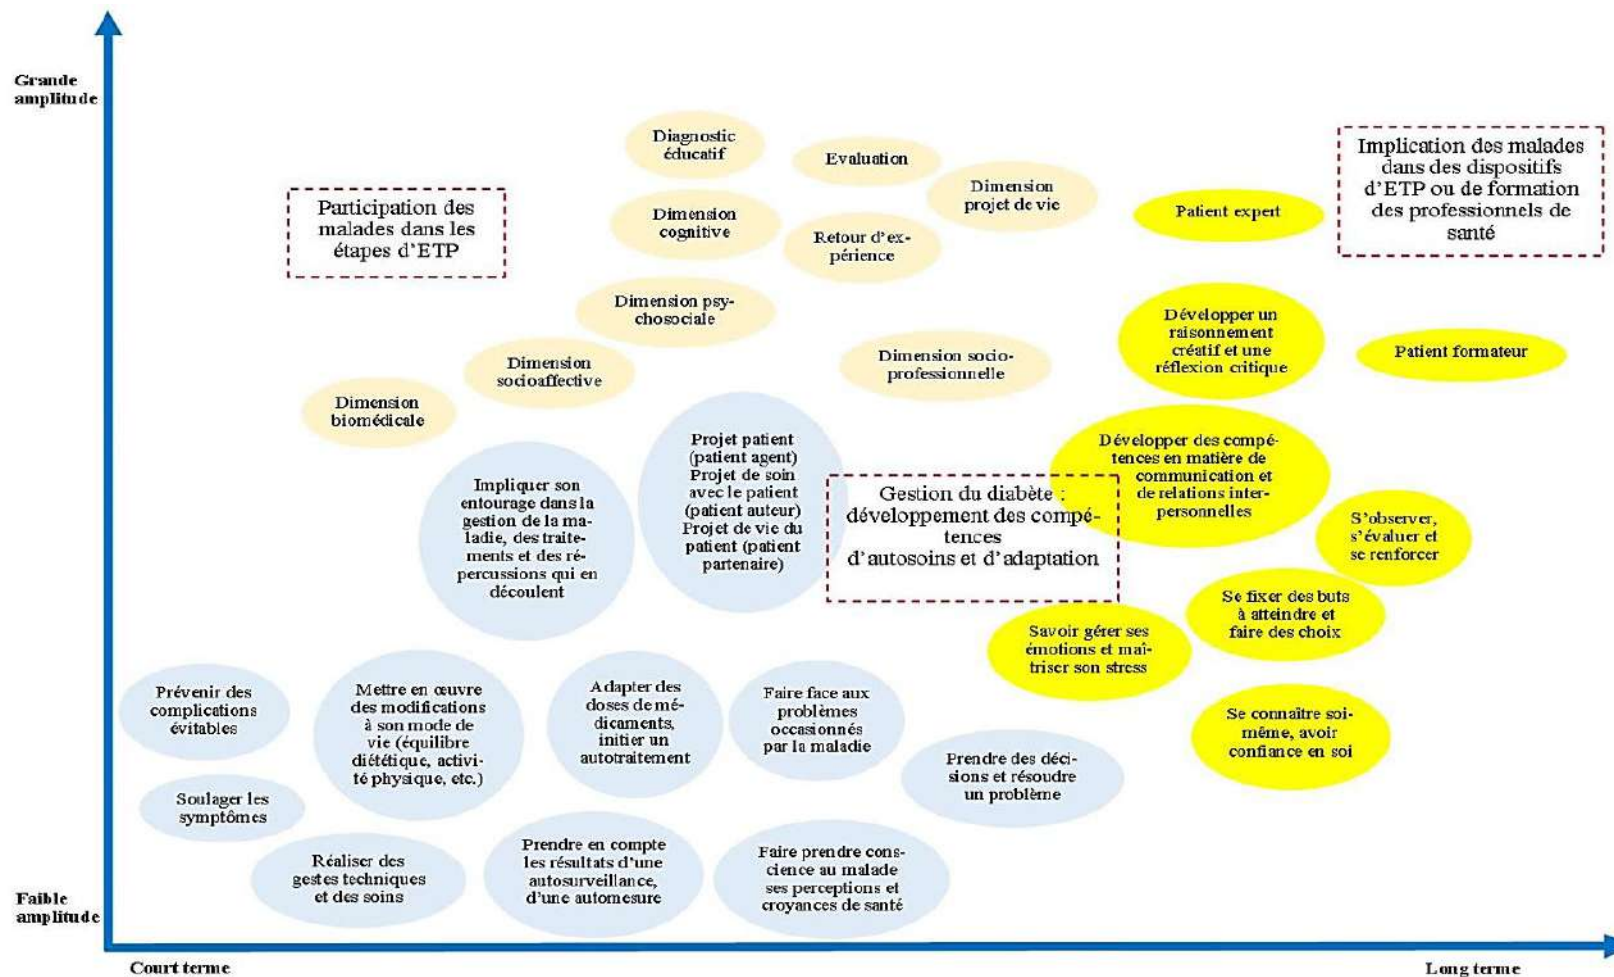 Grande
amplitude
Diagnostic
éducatif
Evaluation
Dimension
projet de vie
Implication des malades
dans des dispositifs
d'ETP ou de formation
des professionnels de
santé
Participation des
malades dans les
étapes d'ETP
Dimension
cognitive
Retour d'ex-
périence
Patient expert
Dimension psy-
chosociale
Développer un
raisonnement
créatif et une
réflexion critique
Patient formateur
Dimension
socioaffective
Dimension socio-
professionnelle
Dimension
biomédicale
Projet patient
(patient agent)
Projet de soin
avec le patient
(patient auteur)
Projet de vie du
patient (patient
partenaire)
Développer des compé-
tences en matière de
communication et
de relations inter-
personnelles
Impliquer son
entourage dans la
gestion de la ma-
ladie, des traite-
ments et des ré-
percussions qui en
découlent
Gestion du diabète :
développement des compé-
tences
d'autosoins et d'adaptation
S'observer,
s'évaluer et
se renforcer
Se fixer des buts
à atteindre et
faire des choix
Savoir gérer ses
émotions et maî-
triser son stress
Prévenir des
complications
évitables
Mettre en œuvre
des modifications
à son mode de
vie (équilibre
diététique, activi-
té physique, etc.)
Adapter des
doses de mé-
dicaments,
initier un
autotraitement
Faire face aux
problèmes
occasionnés
par la maladie
Se connaître soi-
même, avoir
confiance en soi
Prendre des déci-
sions et résoudre
un problème
Soulager les
symptômes
Réaliser des
gestes techniques
et des soins
Prendre en compte
les résultats d'une
autosurveillance,
d'une automesure
Faire prendre cons-
cience au malade
ses perceptions et
croyances de santé
Faible
amplitude
Court terme
Long terme